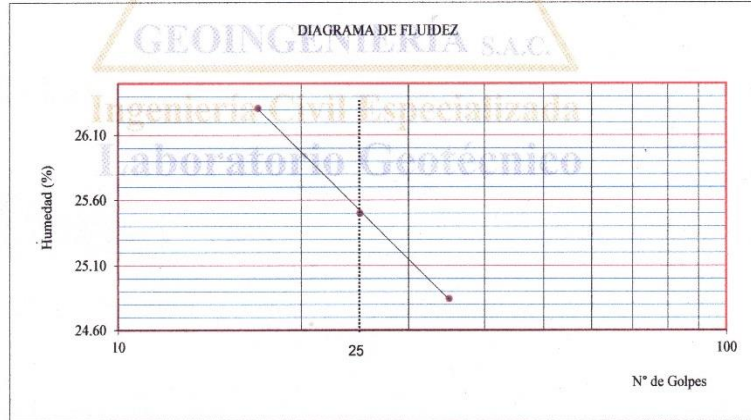 DIAGRAMA DE FLUIDEZ
GEOINGENIERÍA S.A.C.
Ingeniería Civil Especializada
Laboratorio Geotécnico
Humedad (%)
26.10
25.60
25.10
24.60
10
25
100
N° de Golpes